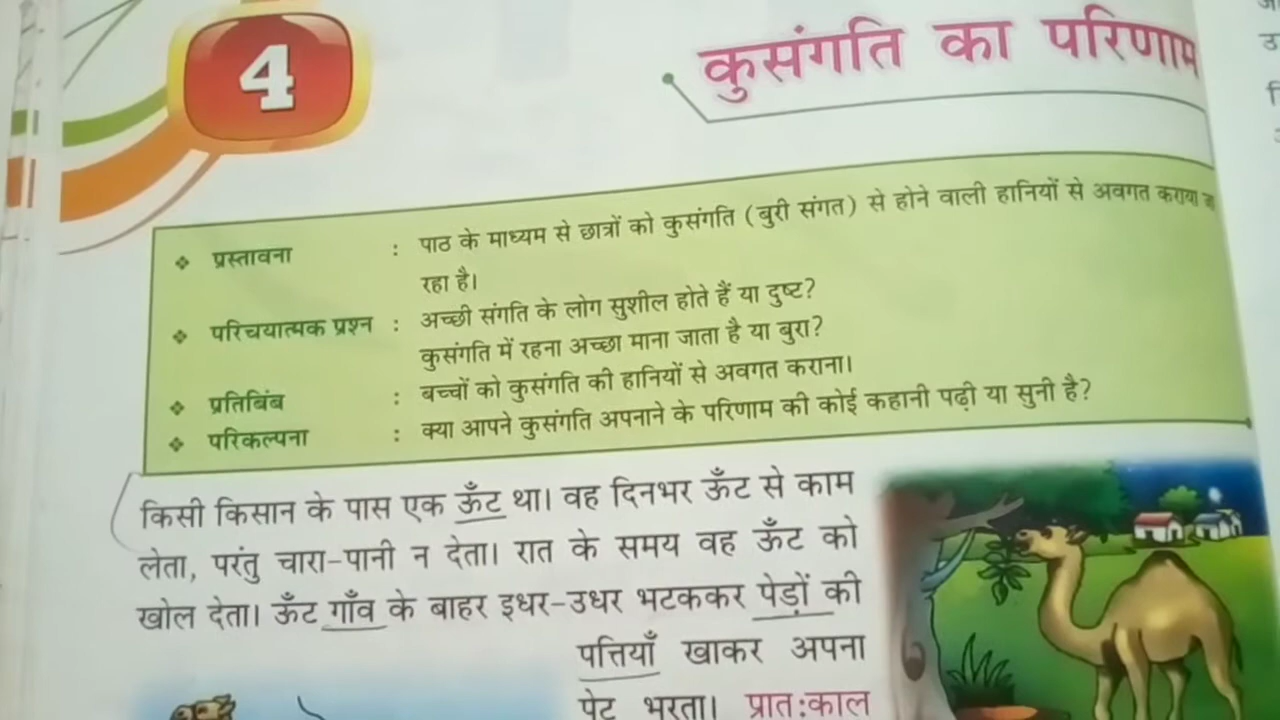 4
कुसंगति का परिणाम
❖ प्रस्तावना : पाठ के माध्यम से छात्रों को कुसंगति (बुरी संगत) से होने वाली हानियों से अवगत कराया जा
रहा है।
❖ परिचयात्मक प्रश्न : अच्छी संगति के लोग सुशील होते हैं या दुष्ट?
कुसंगति में रहना अच्छा माना जाता है या बुरा?
❖ प्रतिबिंब : बच्चों को कुसंगति की हानियों से अवगत कराना।
❖ परिकल्पना : क्या आपने कुसंगति अपनाने के परिणाम की कोई कहानी पढ़ी या सुनी है?
किसी किसान के पास एक ऊँट था। वह दिनभर ऊँट से काम
लेता, परंतु चारा-पानी न देता। रात के समय वह ऊँट को
खोल देता। ऊँट गाँव के बाहर इधर-उधर भटककर पेड़ों की
पत्तियाँ खाकर अपना
पेट भरता। प्रातःकाल